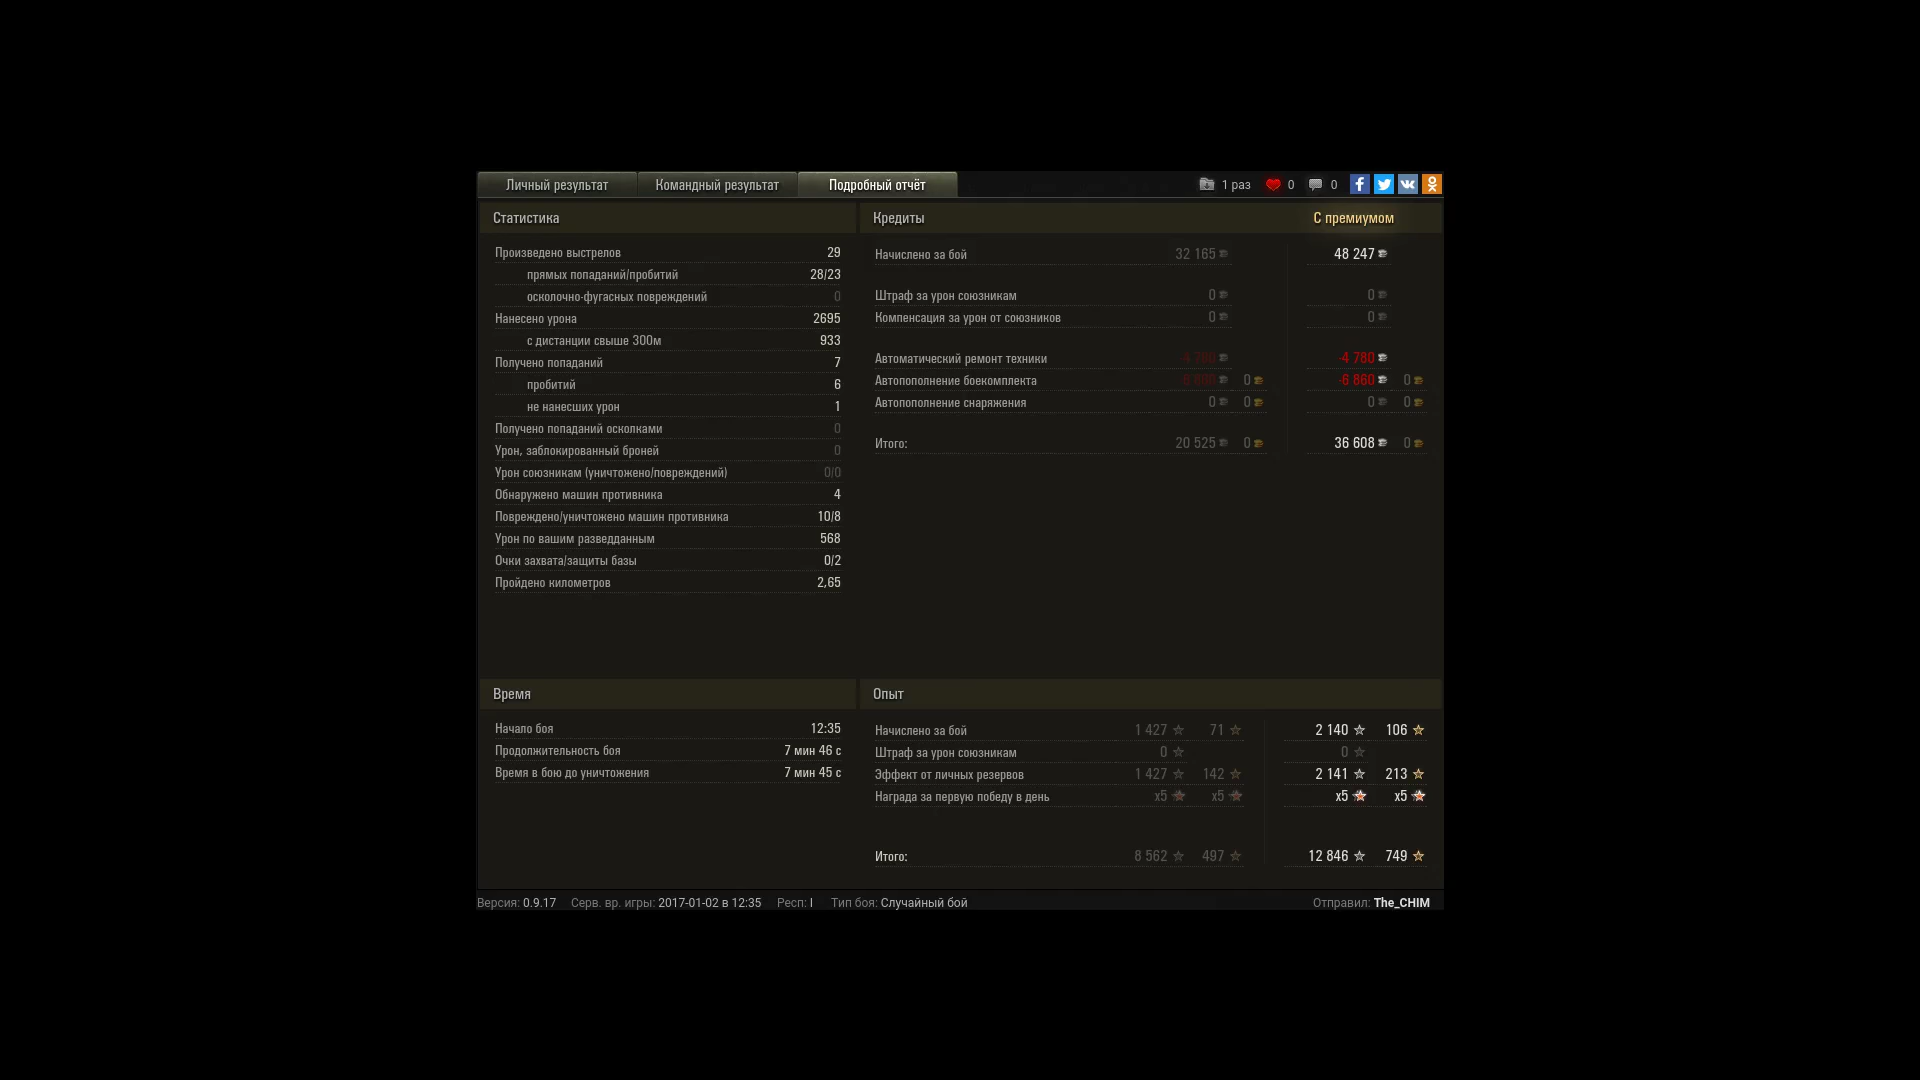 Личный результат Командный результат Подробный отчёт 1 раз 0 0
Статистика
Произведено выстрелов 29
прямых попаданий/пробитий 28/23
осколочно-фугасных повреждений 0
Нанесено урона 2695
с дистанции свыше 300м 933
Получено попаданий 7
пробитий 6
не нанесших урон 1
Получено попаданий осколками 0
Урон, заблокированный броней 0
Урон союзникам (уничтожено/повреждений) 0/0
Обнаружено машин противника 4
Повреждено/уничтожено машин противника 10/8
Урон по вашим разведданным 568
Очки захвата/защиты базы 0/2
Пройдено километров 2,65
Кредиты С премиумом
Начислено за бой 32 165 48 247
Штраф за урон союзникам 0 0
Компенсация за урон от союзников 0 0
Автоматический ремонт техники -4 780 -4 780
Автопополнение боекомплекта -6 860 0 -6 860 0
Автопополнение снаряжения 0 0 0 0
Итого: 20 525 0 36 608 0
Время
Начало боя 12:35
Продолжительность боя 7 мин 46 с
Время в бою до уничтожения 7 мин 45 с
Опыт
Начислено за бой 1 427 71 2 140 106
Штраф за урон союзникам 0 0
Эффект от личных резервов 1 427 142 2 141 213
Награда за первую победу в день x5 x5 x5 x5
Итого: 8 562 497 12 846 749
Версия: 0.9.17 Серв. вр. игры: 2017-01-02 в 12:35 Респ: I Тип боя: Случайный бой Отправил: The_CHIM